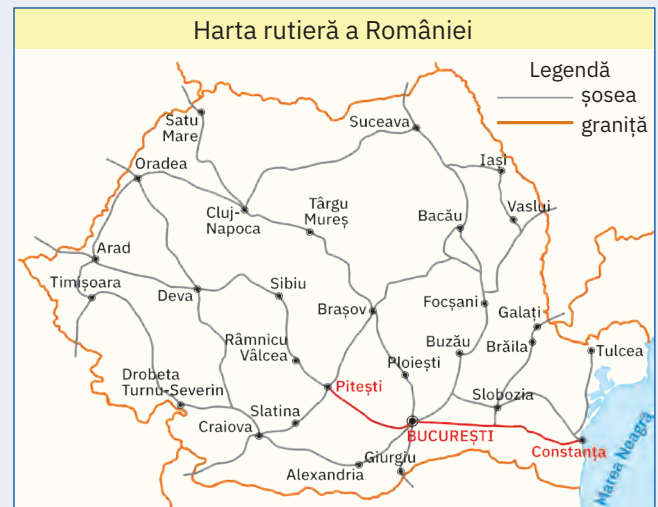 Harta rutieră a României
Legendă
șosea
graniță
Satu
Mare
Suceava
Oradea
Iași
Cluj-
Napoca
Târgu
Mureș
Bacău
Vaslui
Arad
Timișoara
Deva
Sibiu
Brașov
Focșani
Galați
Râmnicu
Vâlcea
Buzău
Brăila
Tulcea
Ploiești
Drobeta
Turnu-Severin
Pitești
Slobozia
Craiova
Slatina
BUCUREȘTI
Constanța
Alexandria
Giurgiu
Marea Neagră